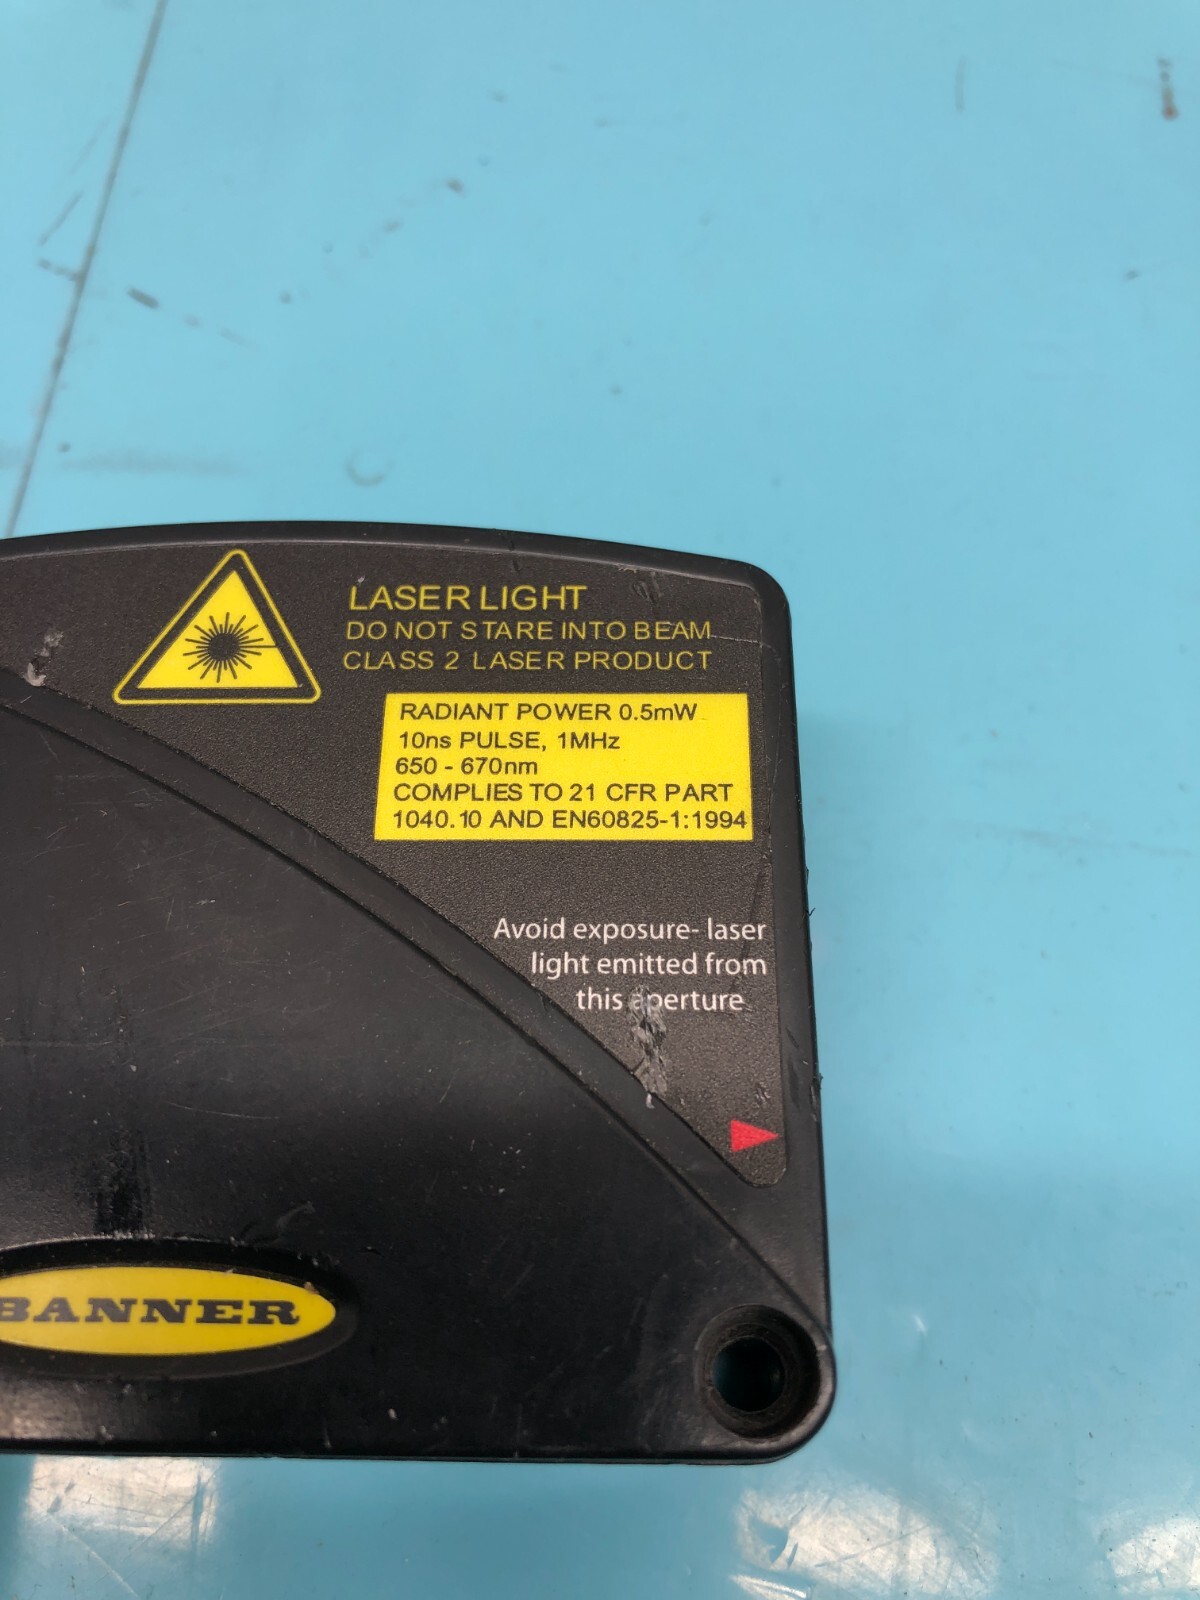 LASER LIGHT
DO NOT STARE INTO BEAM
CLASS 2 LASER PRODUCT
RADIANT POWER 0.5mW
10ns PULSE, 1MHz
650 - 670nm
COMPLIES TO 21 CFR PART
1040.10 AND EN60825-1:1994
Avoid exposure- laser
light emitted from
this aperture
BANNER